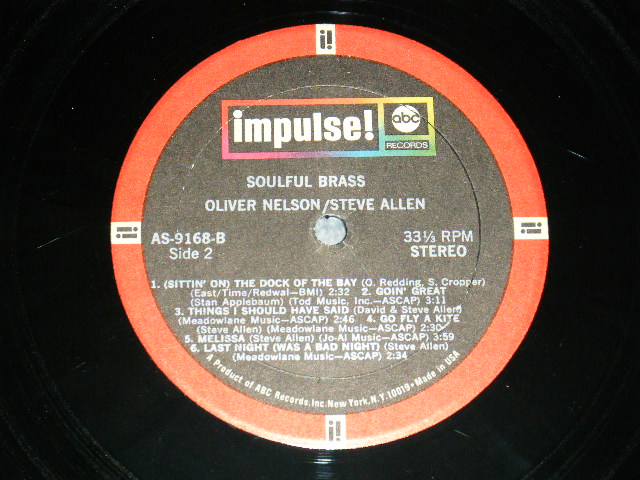 impulse!
abc
RECORDS
SOULFUL BRASS
OLIVER NELSON/STEVE ALLEN
AS-9168-B
Side 2
33⅓ RPM
STEREO
1. (SITTIN' ON) THE DOCK OF THE BAY (O. Redding, S. Cropper)
(East/Time/Redwal—BMI) 2:32 2. GOIN' GREAT
(Stan Applebaum) (Tod Music, Inc.—ASCAP) 3:11
3. THINGS I SHOULD HAVE SAID (David & Steve Allen)
(Meadowlane Music—ASCAP) 2:46 4. GO FLY A KITE
(Steve Allen) (Meadowlane Music—ASCAP) 2:30
5. MELISSA (Steve Allen) (Jo-Al Music—ASCAP) 3:59
6. LAST NIGHT (WAS A BAD NIGHT) (Steve Allen)
(Meadowlane Music—ASCAP) 2:34
A Product of ABC Records, Inc. New York, N.Y. 10019 • Made in USA
i!
i!
i!
i!